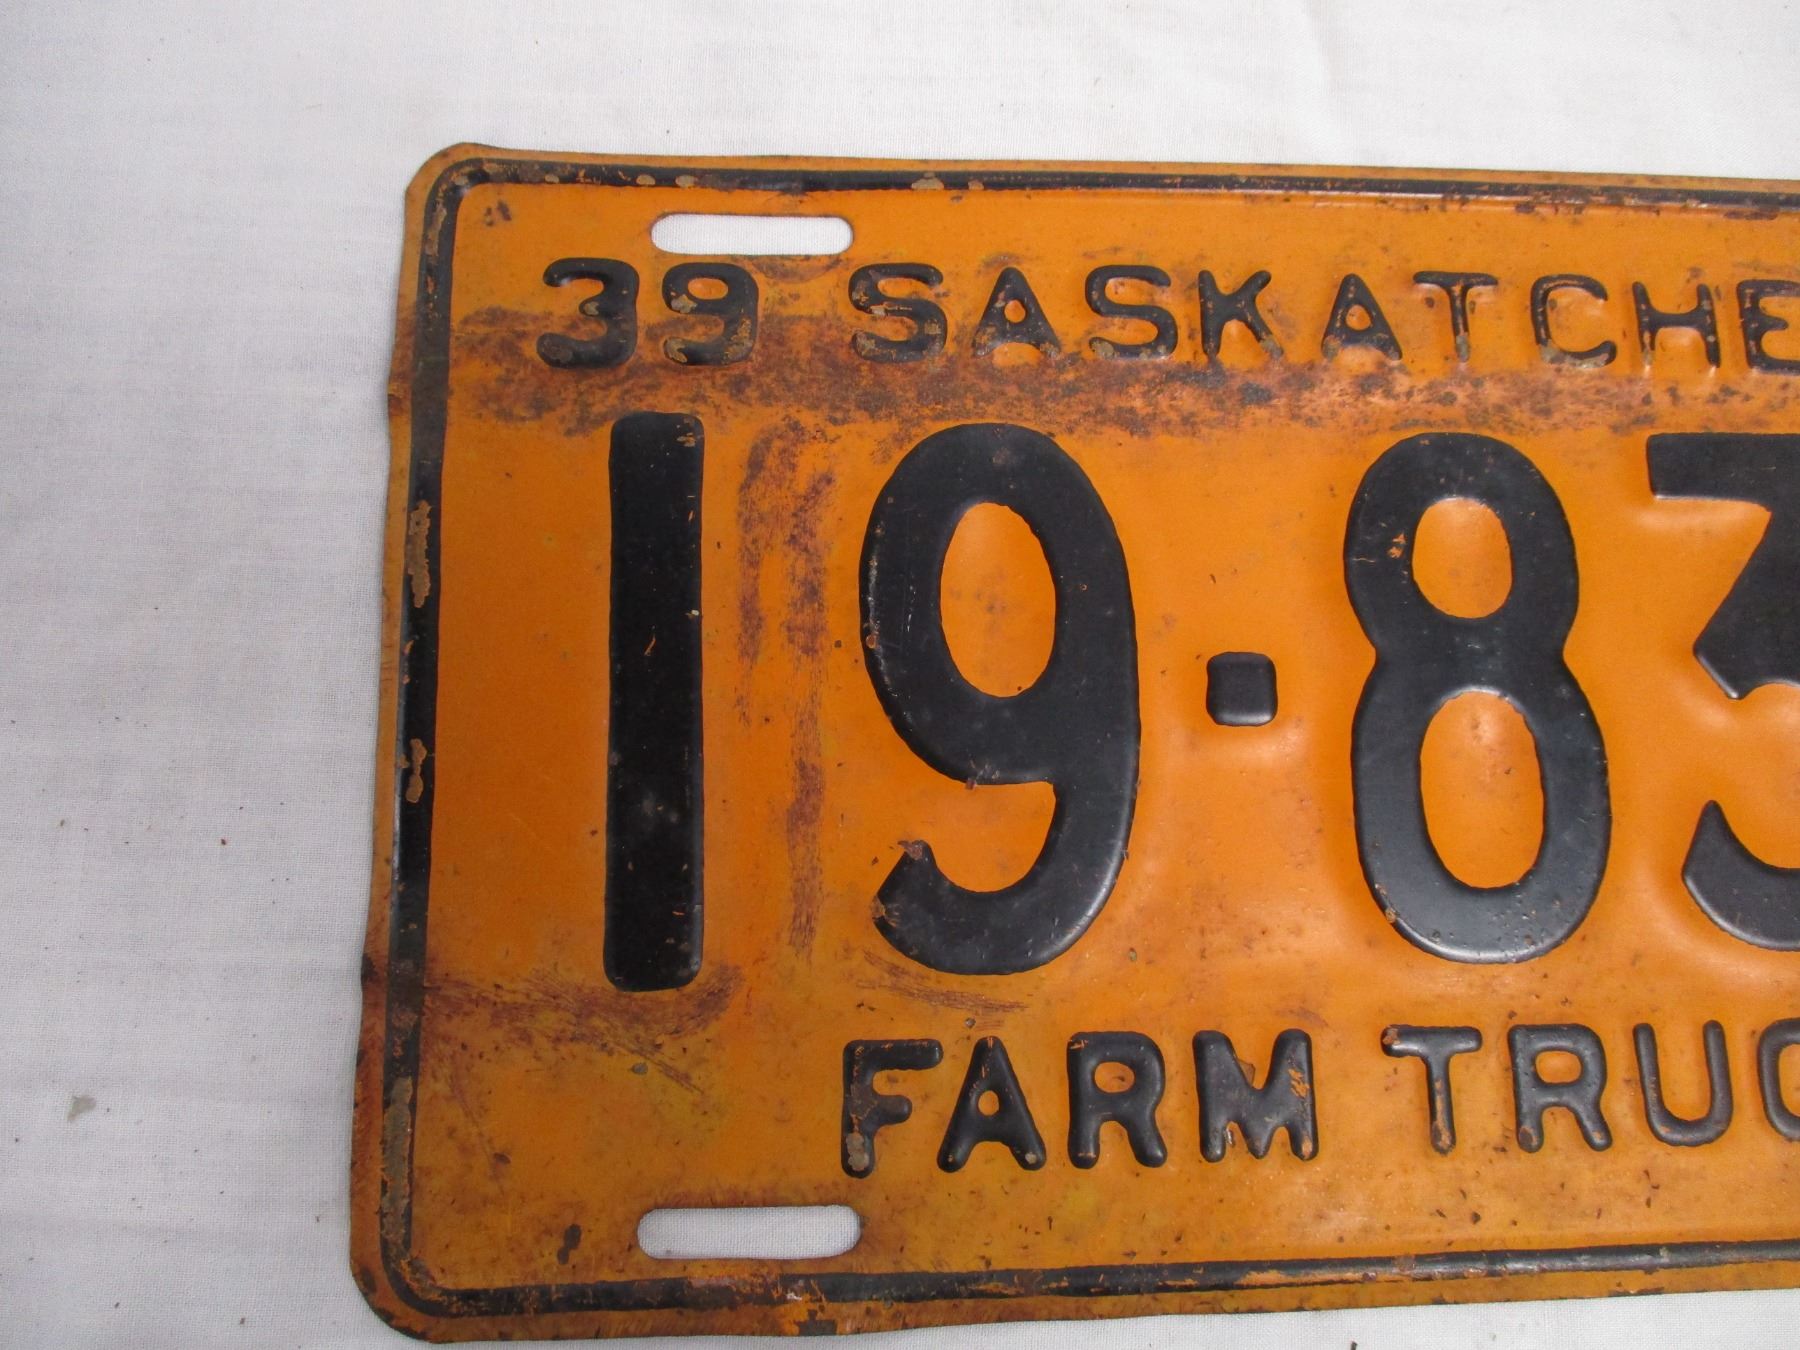 39 SASKATCHE
19-83
FARM TRUC